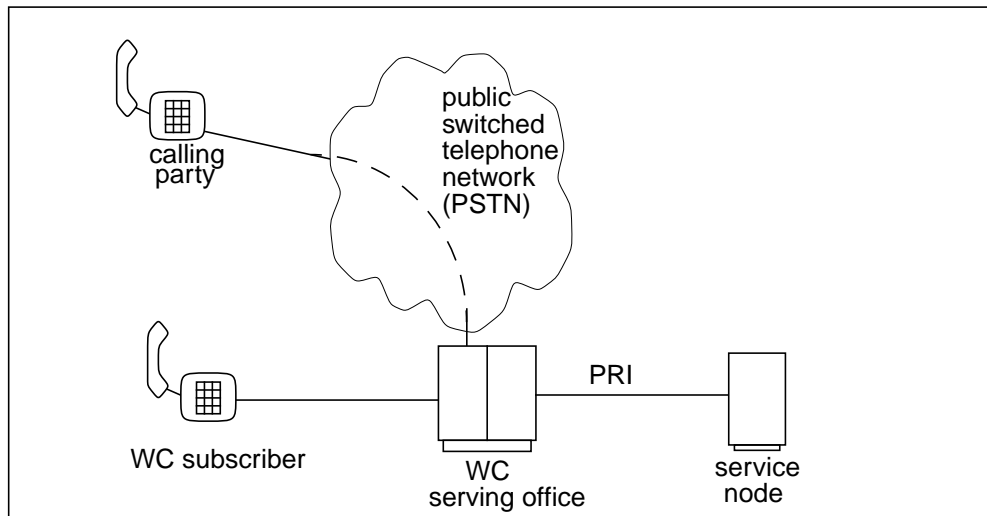 public
switched
telephone
network
(PSTN)
calling
party
PRI
WC subscriber
WC
serving office
service
node